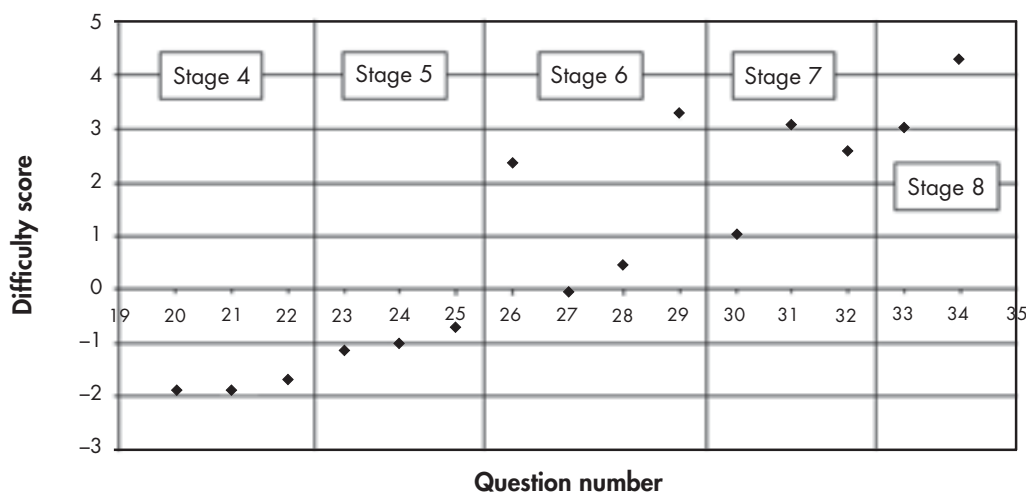 5
4
3
2
1
0
–1
–2
–3
Difficulty score
Stage 4
Stage 5
Stage 6
Stage 7
Stage 8
19 20 21 22 23 24 25 26 27 28 29 30 31 32 33 34 35
Question number